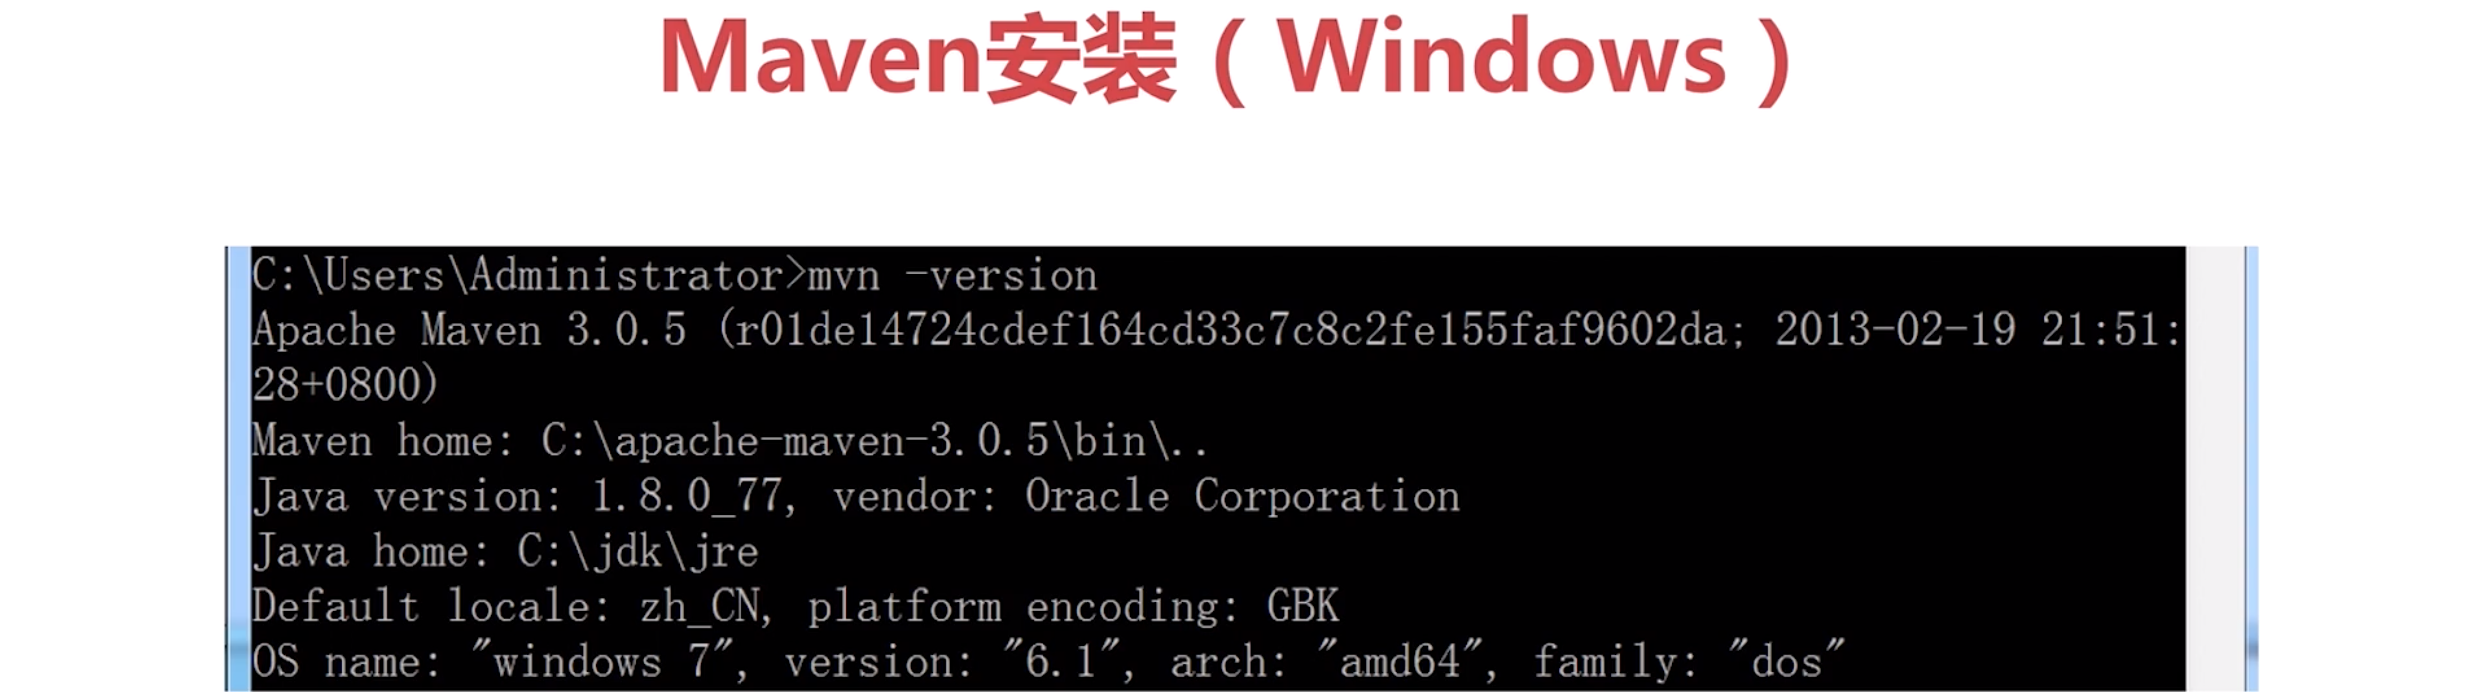 Maven安装（Windows）
C:\Users\Administrator>mvn -version
Apache Maven 3.0.5 (r01de14724cdef164cd33c7c8c2fe155faf9602da; 2013-02-19 21:51:
28+0800)
Maven home: C:\apache-maven-3.0.5\bin\..
Java version: 1.8.0_77, vendor: Oracle Corporation
Java home: C:\jdk\jre
Default locale: zh_CN, platform encoding: GBK
OS name: "windows 7", version: "6.1", arch: "amd64", family: "dos"